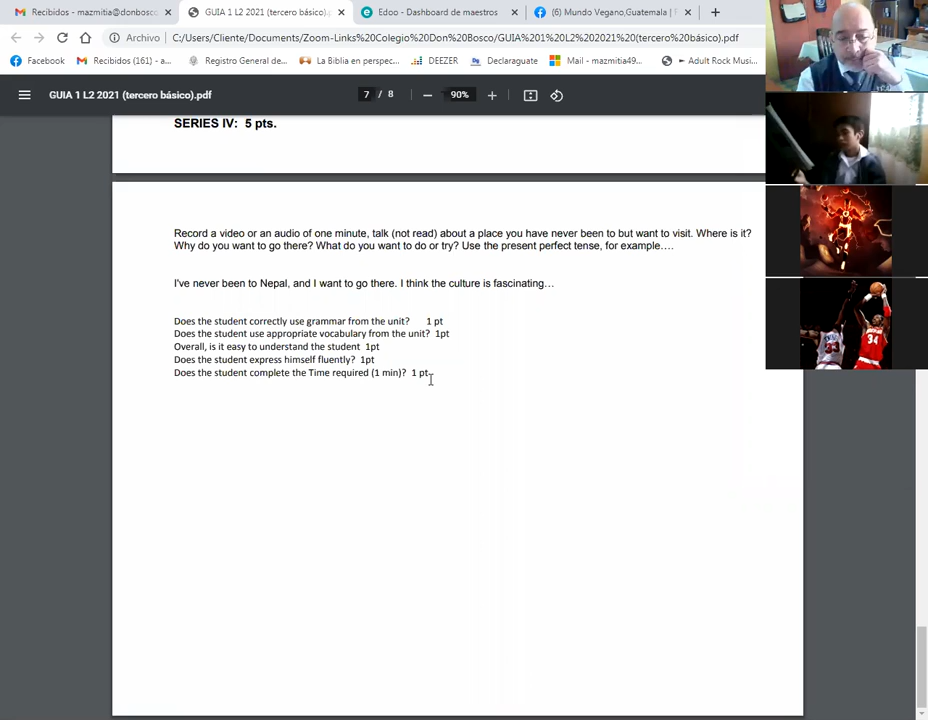 Recibidos - mazmitia@donbosco
GUIA 1 L2 2021 (tercero básico).p
Edoo - Dashboard de maestros
(6) Mundo Vegano,Guatemala | F
Archivo | C:/Users/Cliente/Documents/Zoom-Links%20Colegio%20Don%20Bosco/GUIA%201%20L2%202021%20(tercero%20básico).pdf
Facebook
Recibidos (161) - a...
Registro General de...
La Biblia en perspec...
DEEZER
Declaraguate
Mail - mazmitia49...
Adult Rock Musi...
GUIA 1 L2 2021 (tercero básico).pdf
7 / 8
90%
SERIES IV: 5 pts.
Record a video or an audio of one minute, talk (not read) about a place you have never been to but want to visit. Where is it?
Why do you want to go there? What do you want to do or try? Use the present perfect tense, for example….
I've never been to Nepal, and I want to go there. I think the culture is fascinating…
Does the student correctly use grammar from the unit? 1 pt
Does the student use appropriate vocabulary from the unit? 1pt
Overall, is it easy to understand the student 1pt
Does the student express himself fluently? 1pt
Does the student complete the Time required (1 min)? 1 pt
33
34